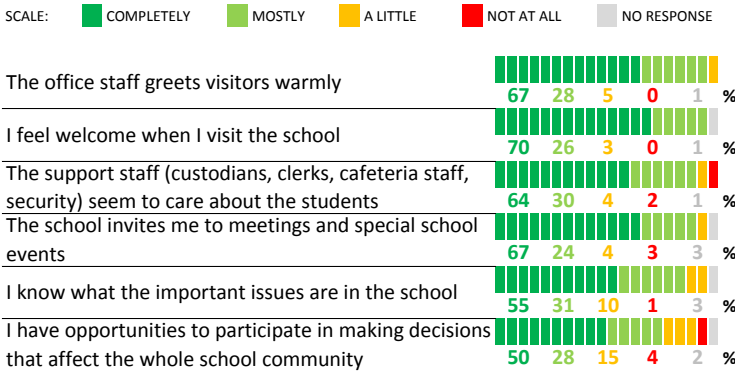 SCALE: COMPLETELY MOSTLY A LITTLE NOT AT ALL NO RESPONSE
The office staff greets visitors warmly
67 28 5 0 1 %
I feel welcome when I visit the school
70 26 3 0 1 %
The support staff (custodians, clerks, cafeteria staff,
security) seem to care about the students
64 30 4 2 1 %
The school invites me to meetings and special school
events
67 24 4 3 3 %
I know what the important issues are in the school
55 31 10 1 3 %
I have opportunities to participate in making decisions
that affect the whole school community
50 28 15 4 2 %